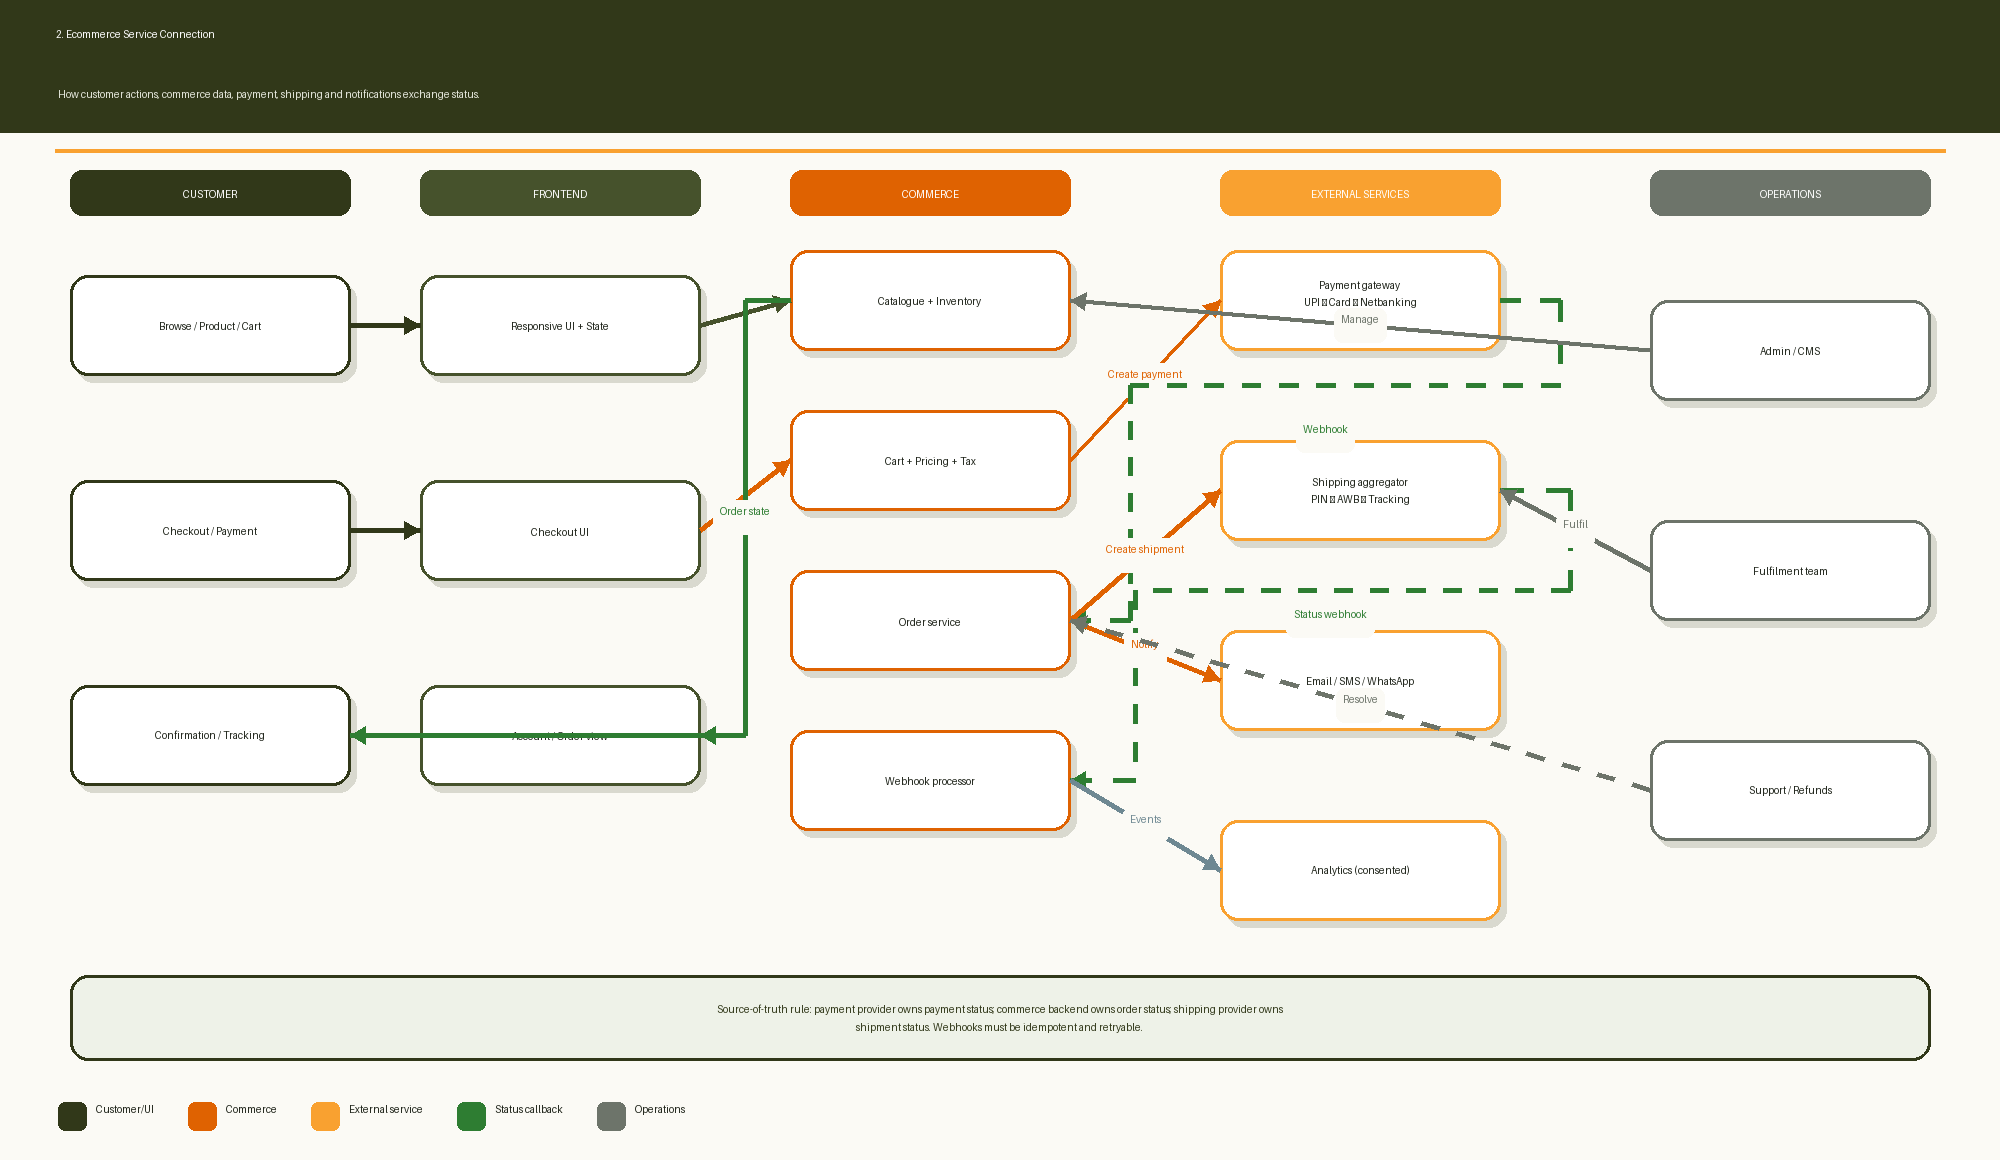 2. Ecommerce Service Connection
How customer actions, commerce data, payment, shipping and notifications exchange status.
CUSTOMER
FRONTEND
COMMERCE
EXTERNAL SERVICES
OPERATIONS
Browse / Product / Cart
Responsive UI + State
Catalogue + Inventory
Payment gateway
UPI Card Netbanking
Manage
Admin / CMS
Create payment
Webhook
Cart + Pricing + Tax
Shipping aggregator
PIN AWB Tracking
Order state
Fulfil
Checkout / Payment
Checkout UI
Create shipment
Fulfilment team
Order service
Status webhook
Notify
Email / SMS / WhatsApp
Resolve
Confirmation / Tracking
Account / Order view
Webhook processor
Support / Refunds
Events
Analytics (consented)
Source-of-truth rule: payment provider owns payment status; commerce backend owns order status; shipping provider owns
shipment status. Webhooks must be idempotent and retryable.
Customer/UI
Commerce
External service
Status callback
Operations